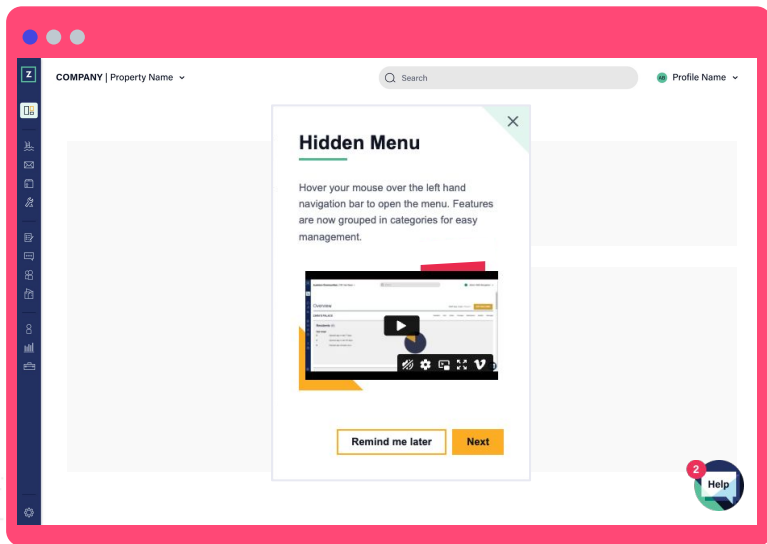 Z
COMPANY | Property Name
Search
AB
Profile Name
Hidden Menu
Hover your mouse over the left hand
navigation bar to open the menu. Features
are now grouped in categories for easy
management.
Overview
Remind me later
Next
2
Help